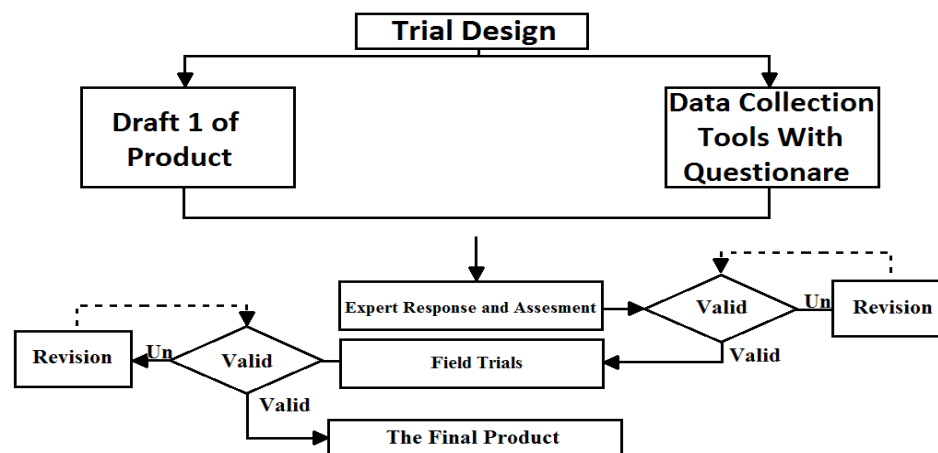 Trial Design
Draft 1 of
Product
Data Collection
Tools With
Questionare
Expert Response and Assesment
Valid
Un
Revision
Valid
Field Trials
Valid
Un
Revision
Valid
The Final Product